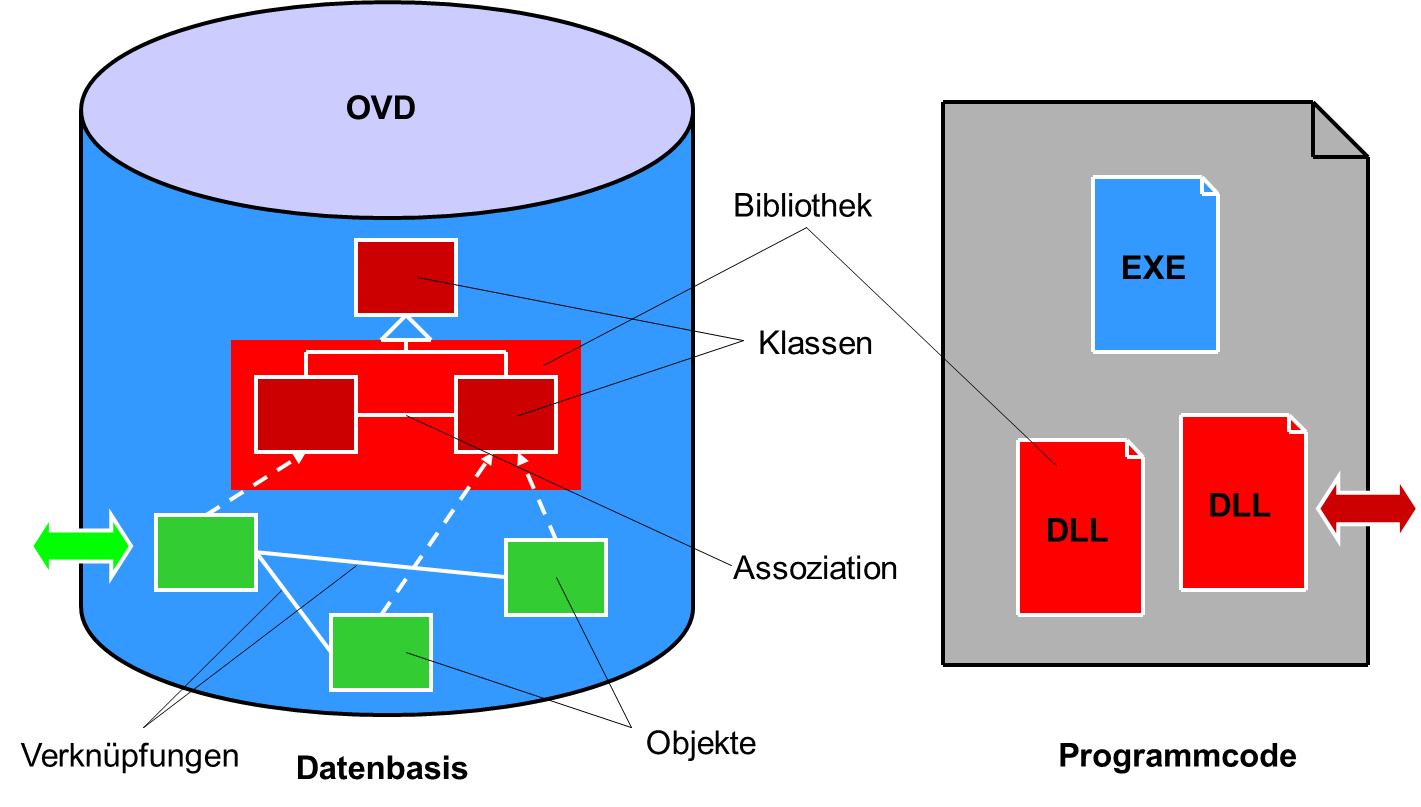 OVD
Bibliothek
EXE
Klassen
DLL
DLL
Assoziation
Verknüpfungen
Datenbasis
Objekte
Programmcode